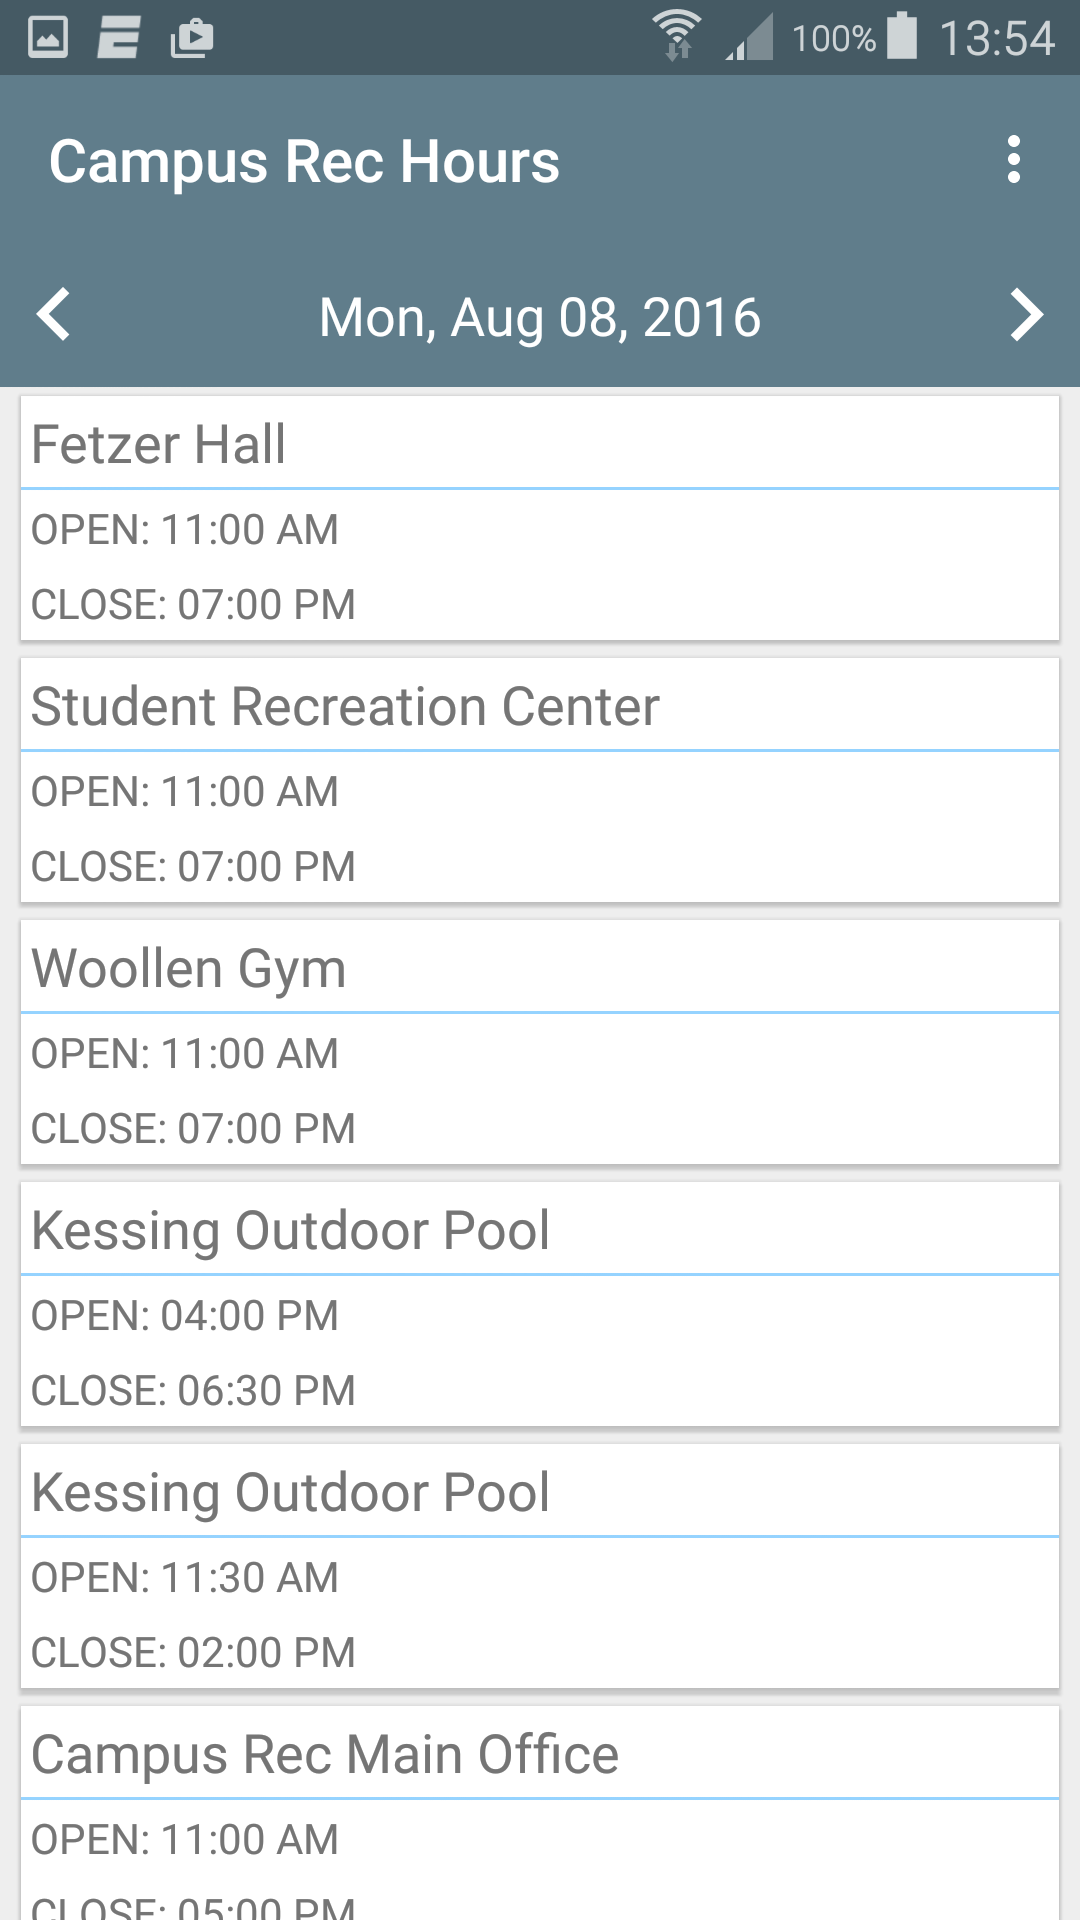 100% 13:54
Campus Rec Hours
Mon, Aug 08, 2016
Fetzer Hall
OPEN: 11:00 AM
CLOSE: 07:00 PM
Student Recreation Center
OPEN: 11:00 AM
CLOSE: 07:00 PM
Woollen Gym
OPEN: 11:00 AM
CLOSE: 07:00 PM
Kessing Outdoor Pool
OPEN: 04:00 PM
CLOSE: 06:30 PM
Kessing Outdoor Pool
OPEN: 11:30 AM
CLOSE: 02:00 PM
Campus Rec Main Office
OPEN: 11:00 AM
CLOSE: 05:00 PM